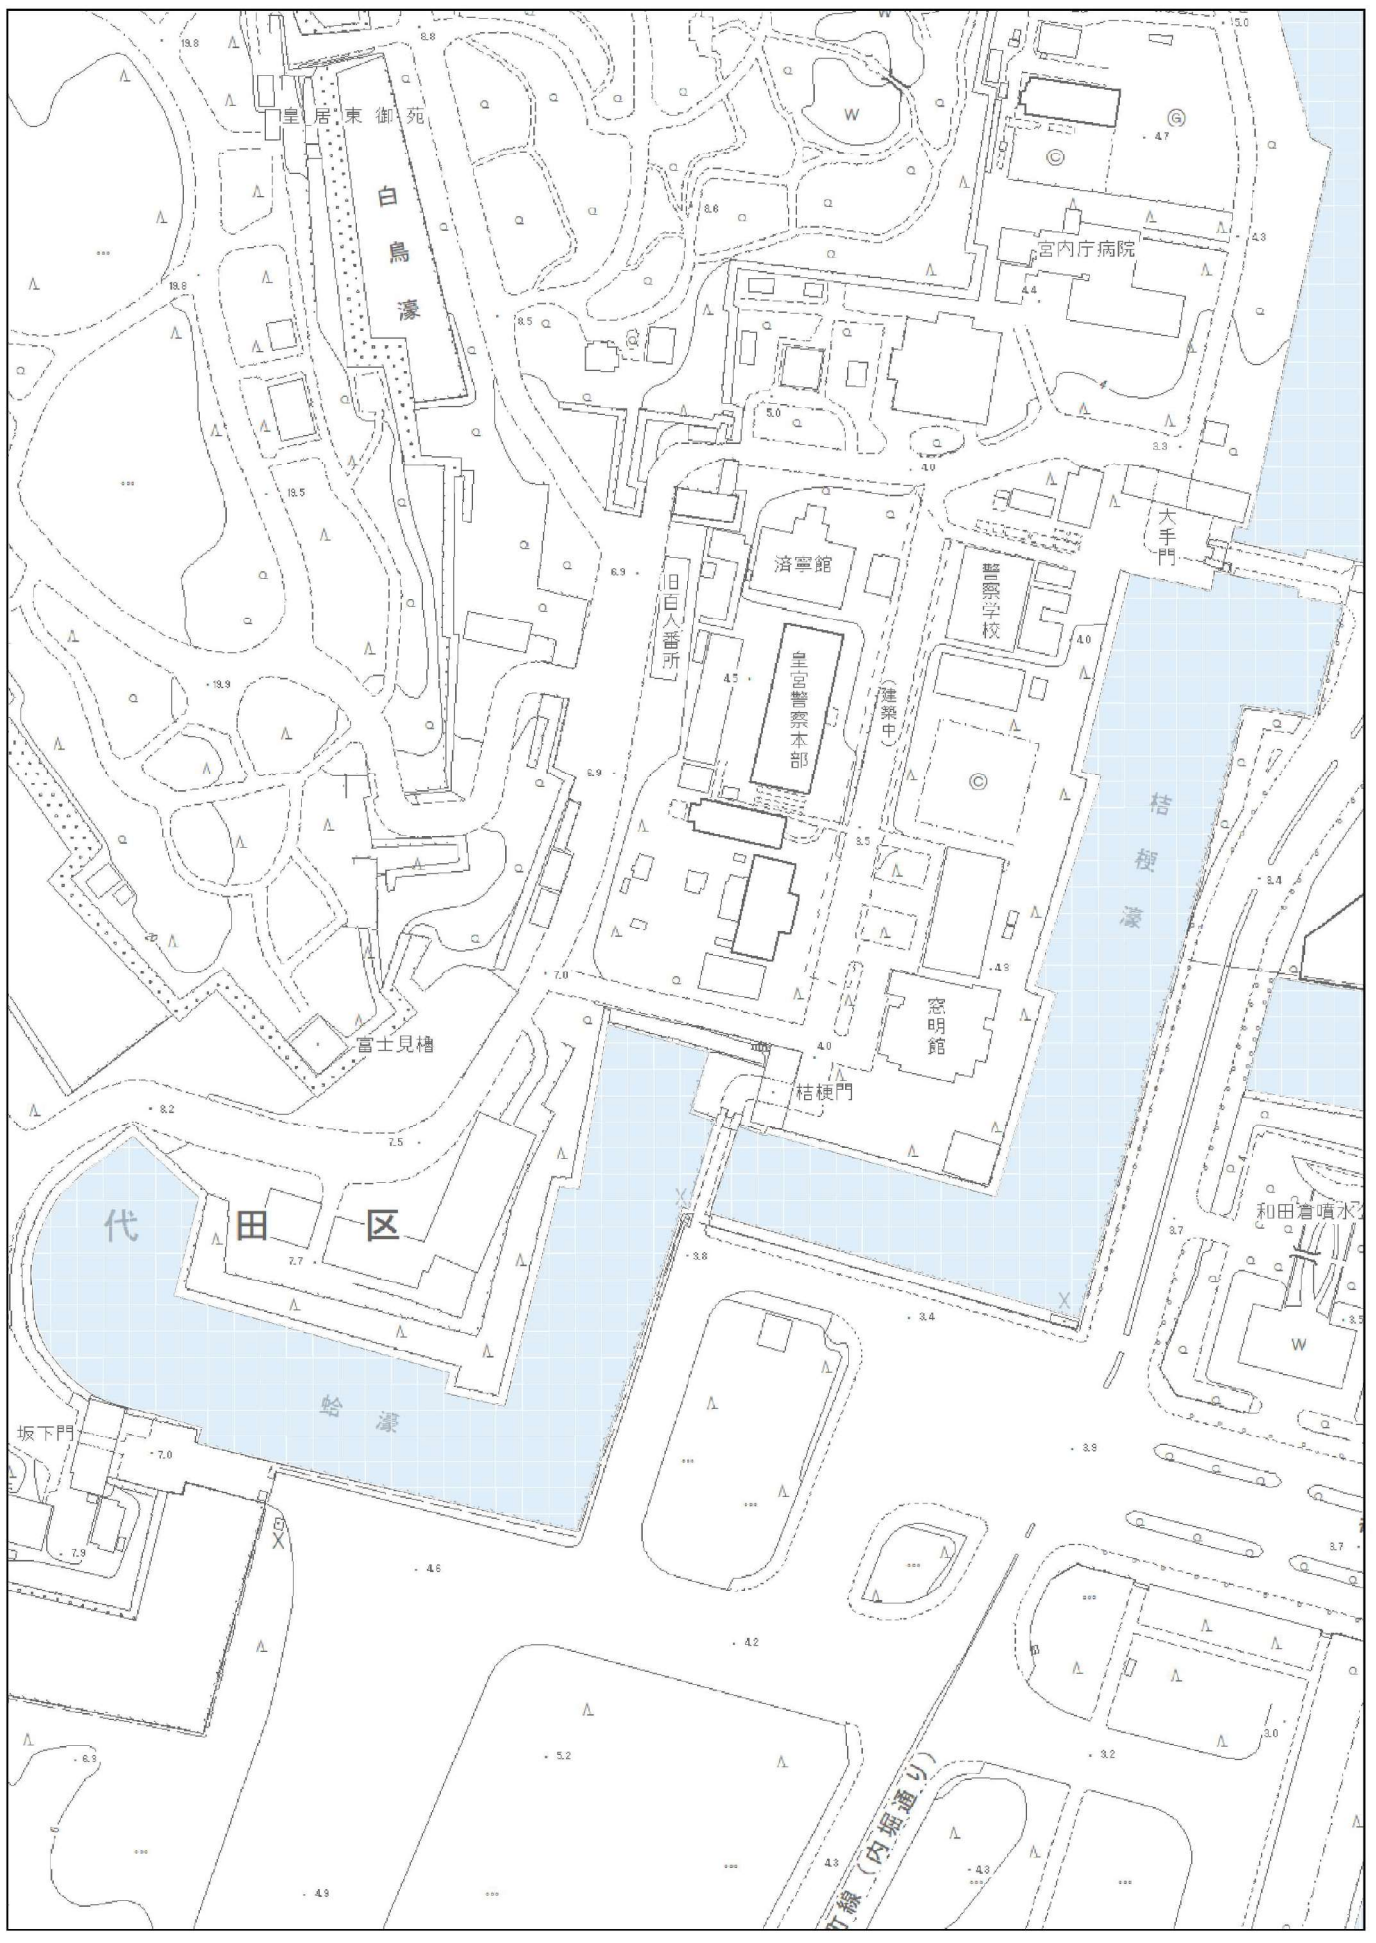 皇居東御苑
白鳥濠
宮内庁病院
大手門
済寧館
警察学校
旧百人番所
皇宮警察本部
(建築中)
桔梗濠
窓明館
富士見櫓
桔梗門
代田区
和田倉噴水公
蛤濠
坂下門
町線(内堀通り)
W
W
W
G
C
C
X
X
X
19.8
8.8
5.0
4.7
8.6
4.3
4.4
19.8
8.5
4
5.0
3.3
4.0
19.5
6.9
4.0
19.9
4.5
6.9
3.5
3.4
7.0
4.3
4.0
8.2
7.5
4
3.7
7.7
3.8
3.4
3.5
3.9
7.0
7.9
3.7
4.6
4.2
3.0
6.3
5.2
3.2
6
4.3
4.3
4.9